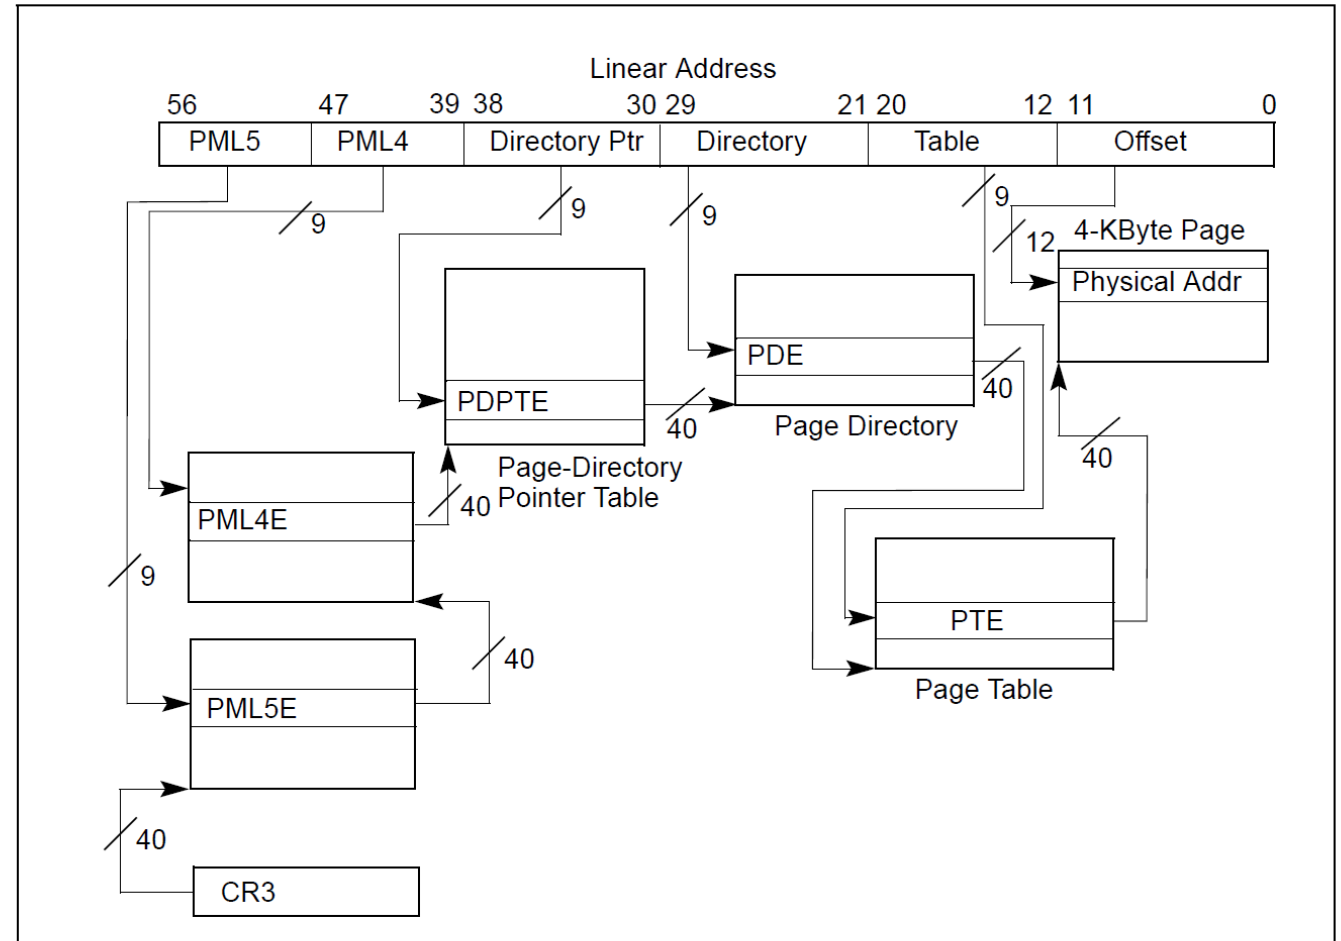 Linear Address
56 47 39 38 30 29 21 20 12 11 0
PML5 PML4 Directory Ptr Directory Table Offset
9 9 9 9
12 4-KByte Page
Physical Addr
PDE
PDPTE 40 40
Page Directory
40
Page-Directory
Pointer Table
40
PML4E
9
PTE
40
Page Table
PML5E
40
CR3